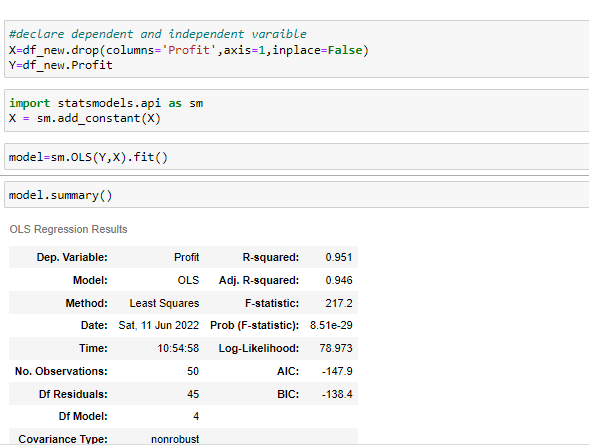 #declare dependent and independent varaible
X=df_new.drop(columns='Profit',axis=1,inplace=False)
Y=df_new.Profit
import statsmodels.api as sm
X = sm.add_constant(X)
model=sm.OLS(Y,X).fit()
model.summary()
OLS Regression Results
Dep. Variable: Profit R-squared: 0.951
Model: OLS Adj. R-squared: 0.946
Method: Least Squares F-statistic: 217.2
Date: Sat, 11 Jun 2022 Prob (F-statistic): 8.51e-29
Time: 10:54:58 Log-Likelihood: 78.973
No. Observations: 50 AIC: -147.9
Df Residuals: 45 BIC: -138.4
Df Model: 4
Covariance Type: nonrobust